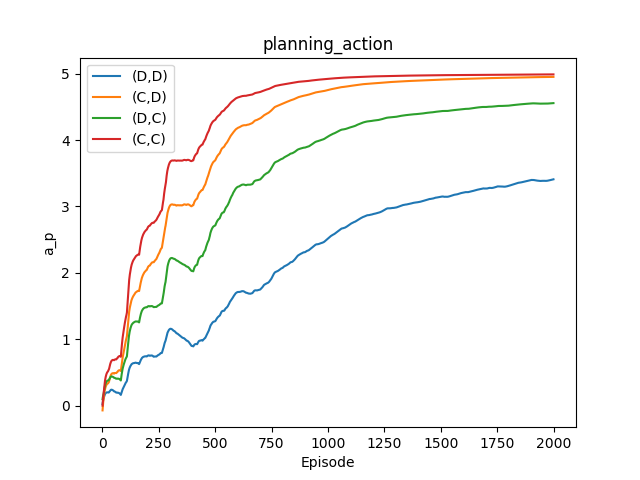 planning_action
(D,D)
(C,D)
(D,C)
(C,C)
a_p
5
4
3
2
1
0
0 250 500 750 1000 1250 1500 1750 2000
Episode